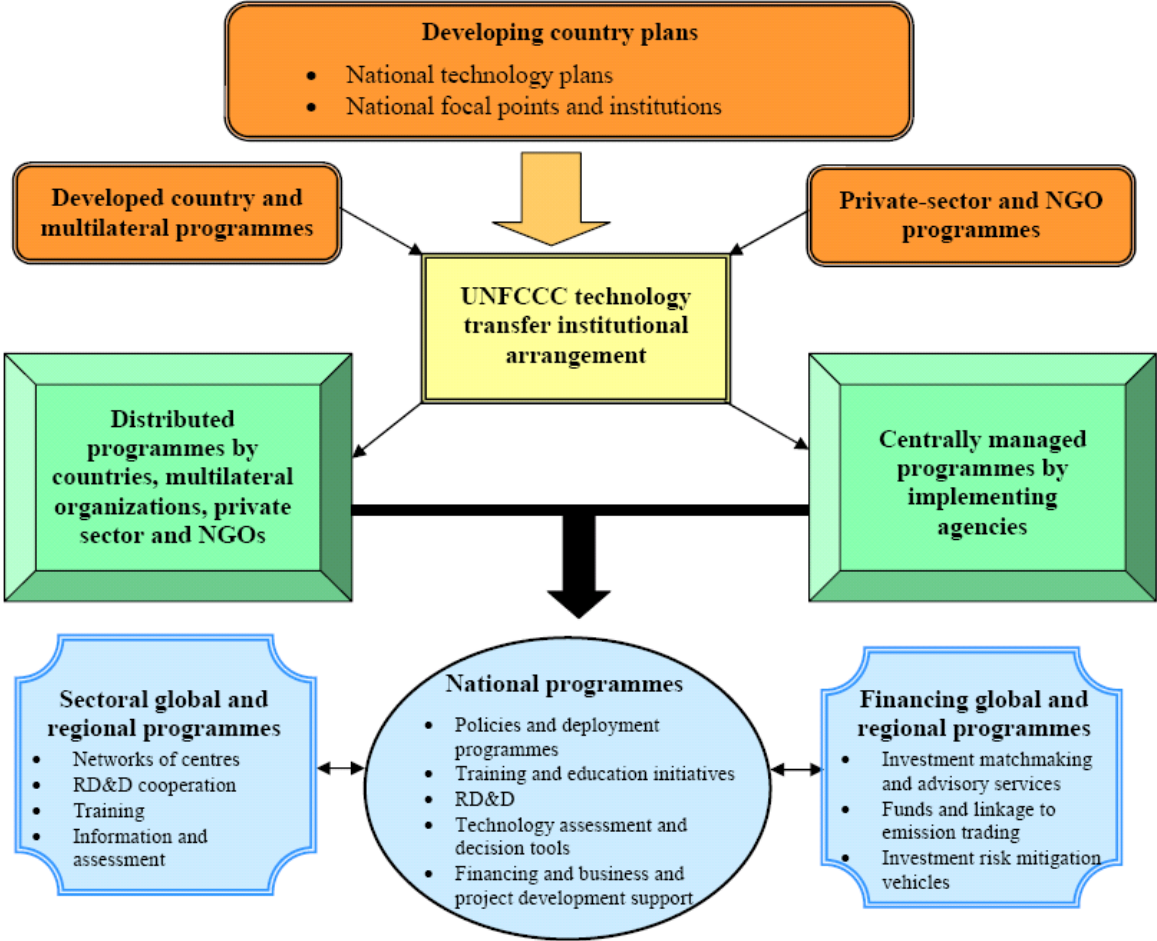 Developing country plans
• National technology plans
• National focal points and institutions
Developed country and
multilateral programmes
Private-sector and NGO
programmes
UNFCCC technology
transfer institutional
arrangement
Distributed
programmes by
countries, multilateral
organizations, private
sector and NGOs
Centrally managed
programmes by
implementing
agencies
Sectoral global and
regional programmes
• Networks of centres
• RD&D cooperation
• Training
• Information and
assessment
National programmes
• Policies and deployment
programmes
• Training and education initiatives
• RD&D
• Technology assessment and
decision tools
• Financing and business and
project development support
Financing global and
regional programmes
• Investment matchmaking
and advisory services
• Funds and linkage to
emission trading
• Investment risk mitigation
vehicles